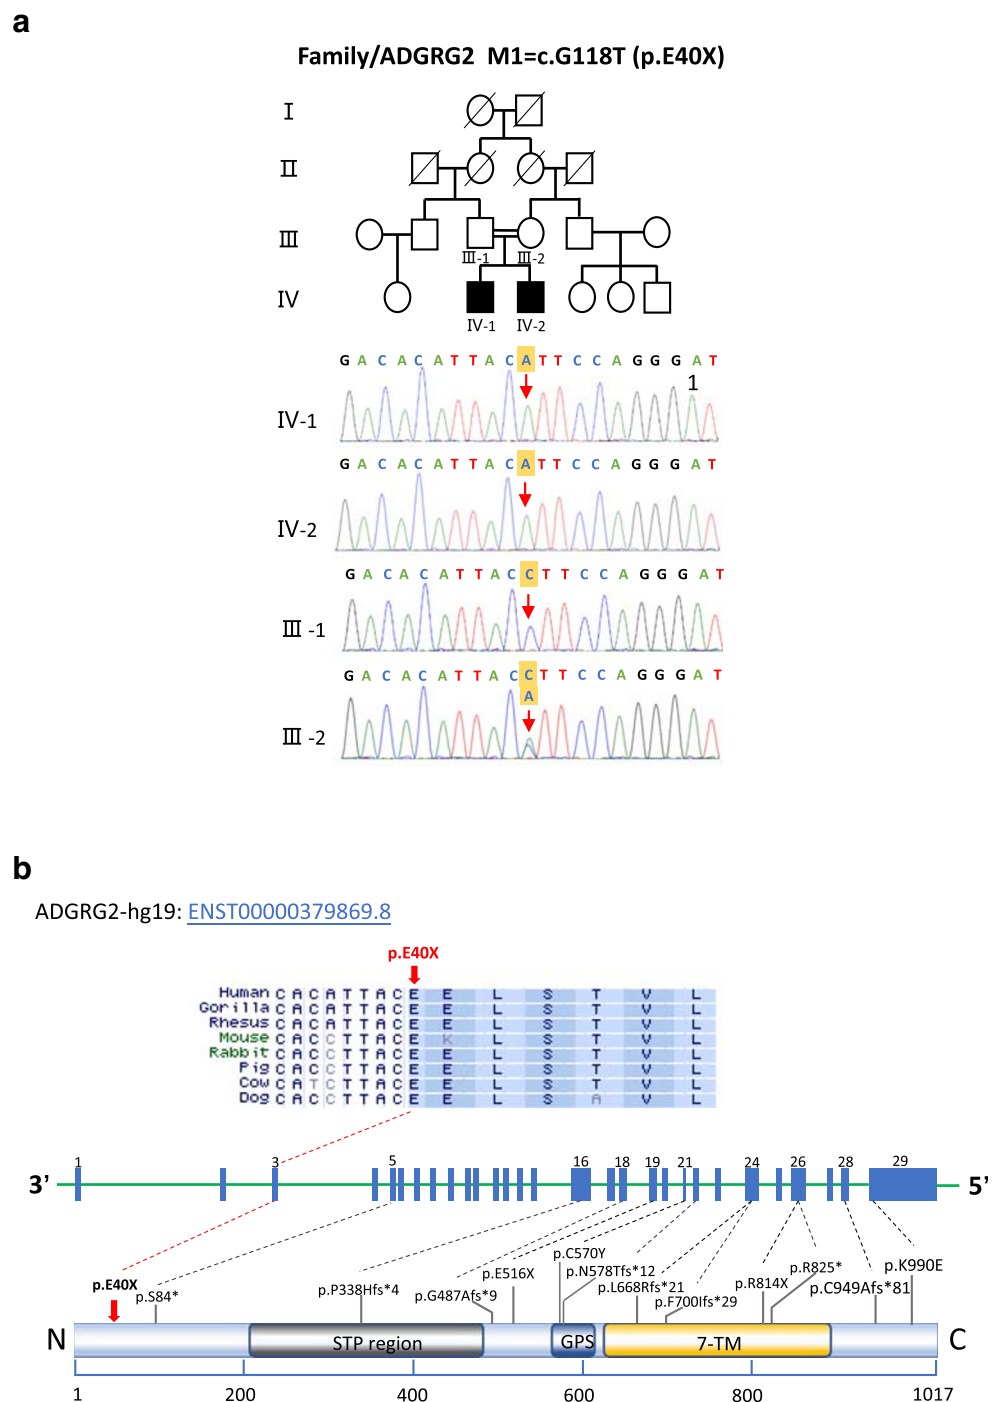 a
Family/ADGRG2 M1=c.G118T (p.E40X)
I
II
III
III-1 III-2
IV
IV-1 IV-2
G A C A C A T T A C A T T C C A G G G A T
1
IV-1
G A C A C A T T A C A T T C C A G G G A T
IV-2
G A C A C A T T A C C T T C C A G G G A T
III-1
G A C A C A T T A C C T T C C A G G G A T
A
III-2
b
ADGRG2-hg19: ENST00000379869.8
p.E40X
Human C A C A T T A C E E L S T V L
Gorilla C A C A T T A C E E L S T V L
Rhesus C A C A T T A C E E L S T V L
Mouse C A C C T T A C E K L S T V L
Rabbit C A C C T T A C E E L S T V L
Pig C A C C T T A C E E L S T V L
Cow C A T C T T A C E E L S T V L
Dog C A C C T T A C E E L S A V L
1 3 5 16 18 19 21 24 26 28 29
3’ 5’
p.E40X p.S84* p.P338Hfs*4 p.G487Afs*9 p.E516X p.C570Y p.N578Tfs*12 p.L668Rfs*21 p.F700Ifs*29 p.R814X p.R825* p.C949Afs*81 p.K990E
N STP region GPS 7-TM C
1 200 400 600 800 1017